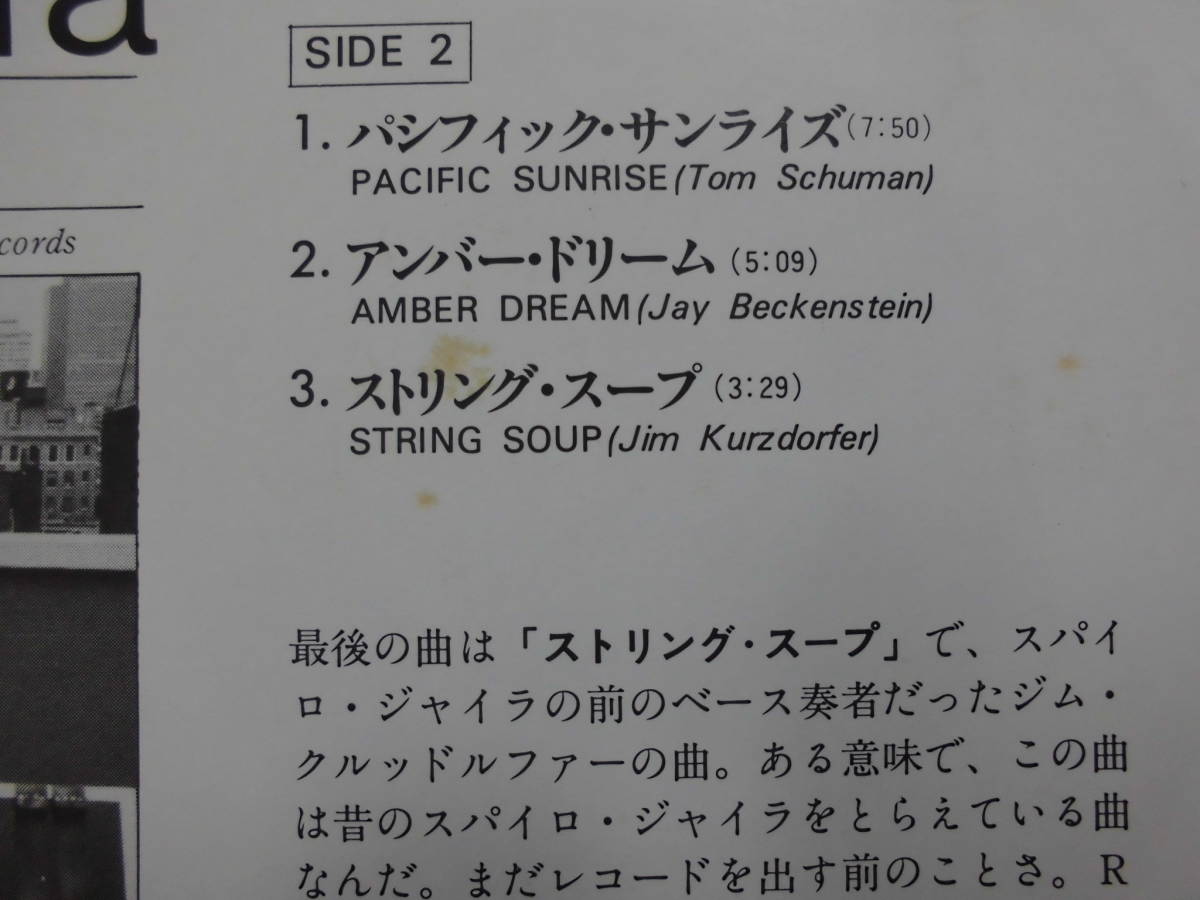 SIDE 2
1. パシフィック・サンライズ(7:50)
PACIFIC SUNRISE(Tom Schuman)
2. アンバー・ドリーム (5:09)
AMBER DREAM(Jay Beckenstein)
3. ストリング・スープ (3:29)
STRING SOUP(Jim Kurzdorfer)
最後の曲は「ストリング・スープ」で、スパイ
ロ・ジャイラの前のベース奏者だったジム・
クルッドルファーの曲。ある意味で、この曲
は昔のスパイロ・ジャイラをとらえている曲
なんだ。まだレコードを出す前のことさ。R